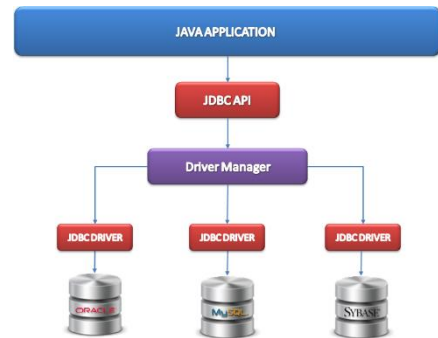 JAVA APPLICATION
JDBC API
Driver Manager
JDBC DRIVER
JDBC DRIVER
JDBC DRIVER
ORACLE
MySQL
SYBASE